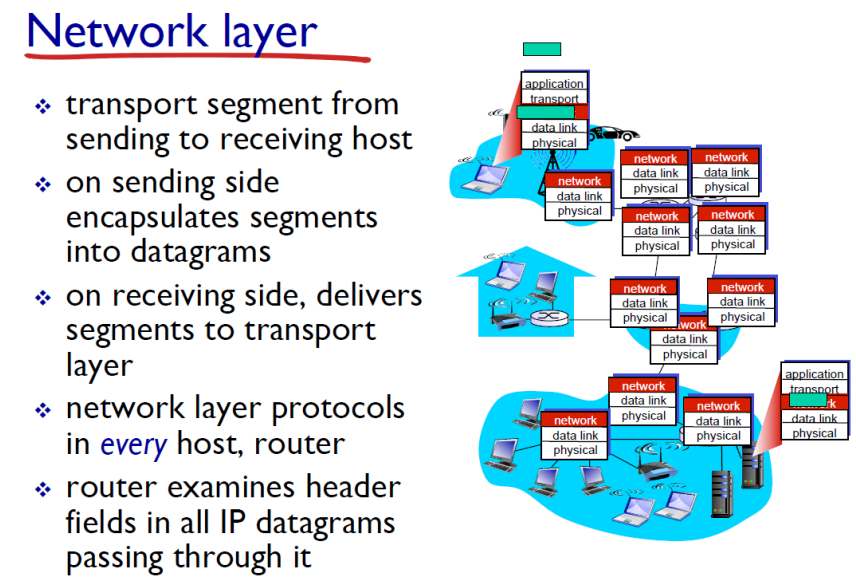 Network layer
transport segment from
sending to receiving host
on sending side
encapsulates segments
into datagrams
on receiving side, delivers
segments to transport
layer
network layer protocols
in every host, router
router examines header
fields in all IP datagrams
passing through it
application
transport
data link
physical
network
data link
physical
network
data link
physical
network
data link
physical
network
data link
physical
network
data link
physical
network
data link
physical
network
data link
physical
data link
physical
network
data link
physical
network
data link
physical
network
data link
physical
application
transport
data link
physical